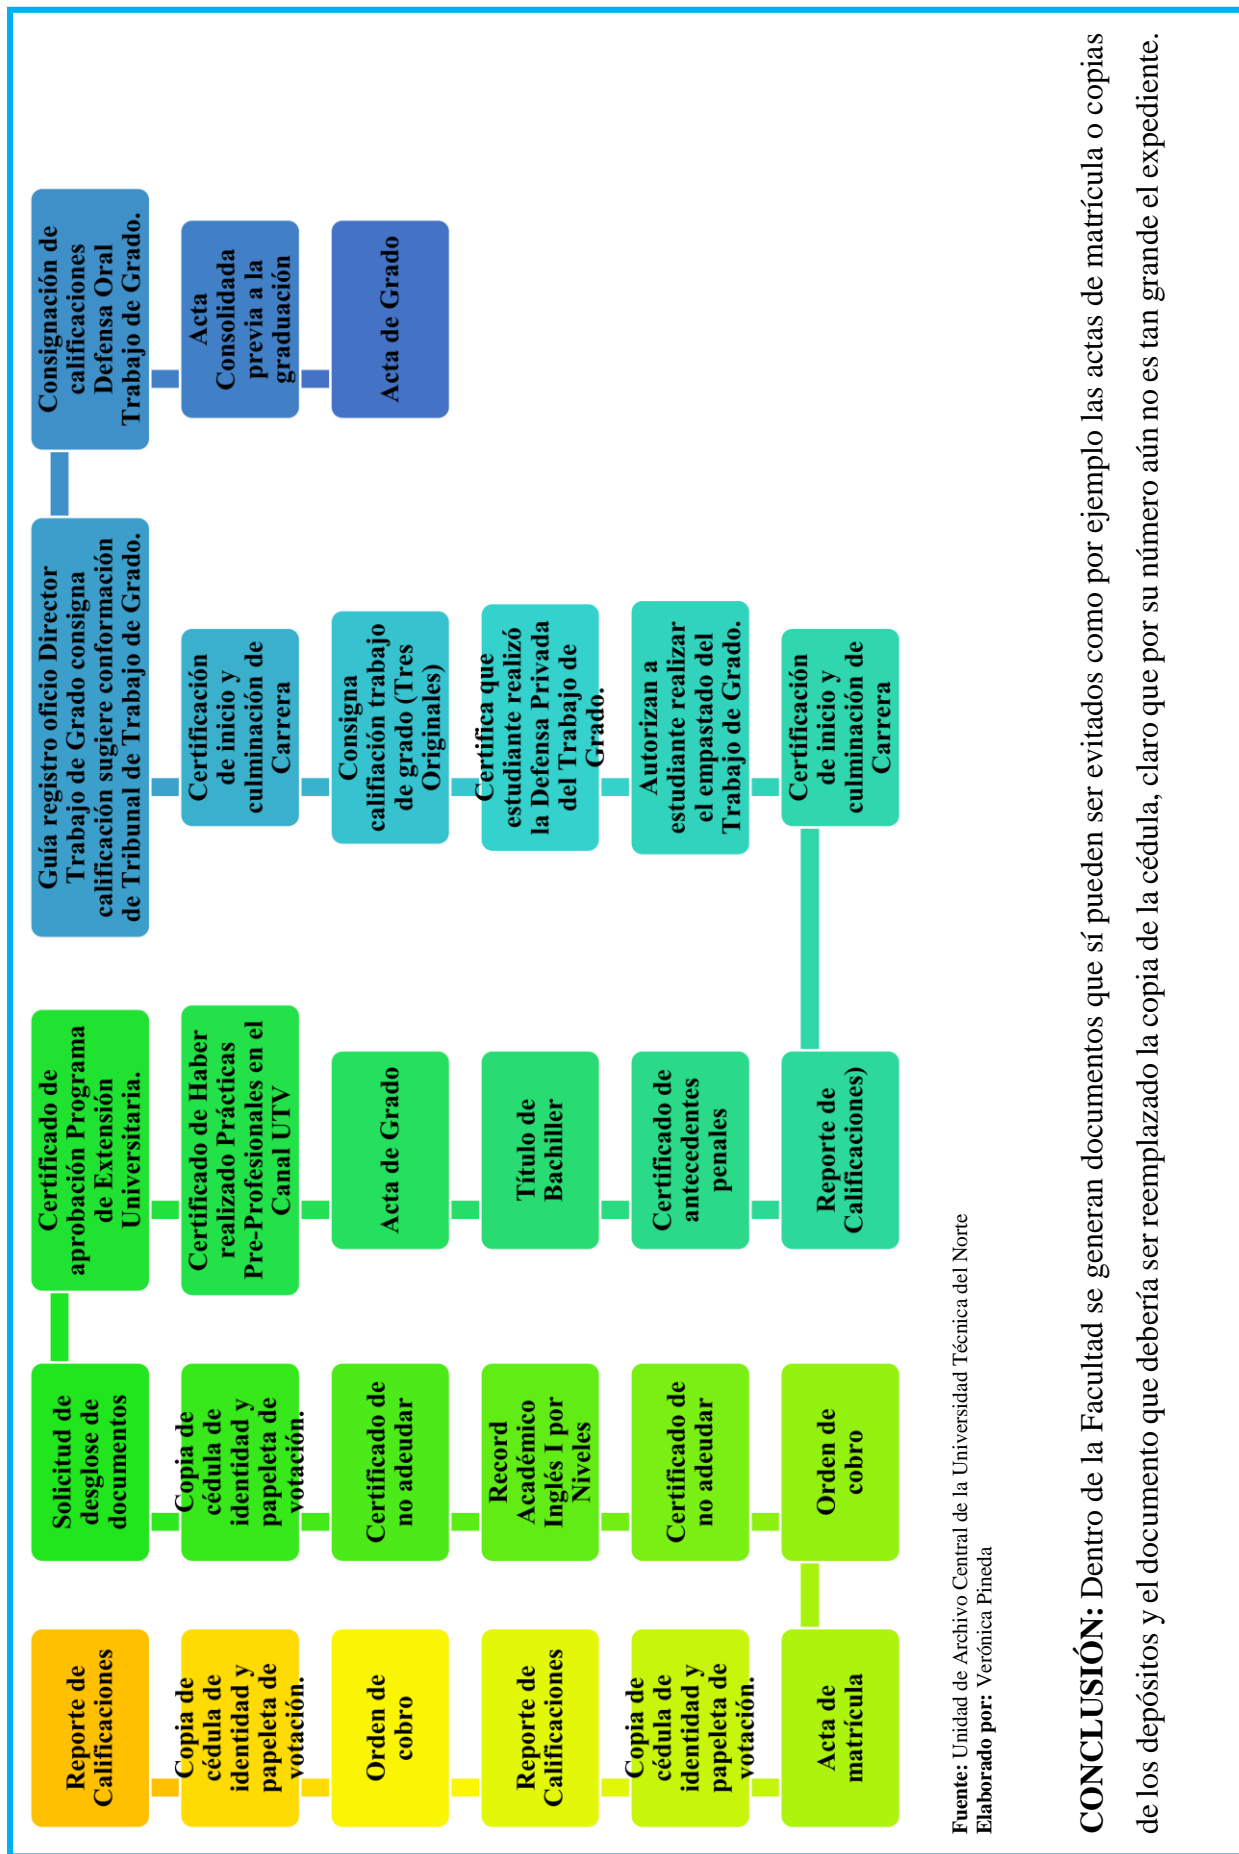 Reporte de
Calificaciones
Copia de
cédula de
identidad y
papeleta de
votación.
Orden de
cobro
Reporte de
Calificaciones
Copia de
cédula de
identidad y
papeleta de
votación.
Acta de
matrícula
Orden de
cobro
Certificado de
no adeudar
Record
Académico
Inglés I por
Niveles
Certificado de
no adeudar
Copia de
cédula de
identidad y
papeleta de
votación.
Solicitud de
desglose de
documentos
Certificado de
aprobación Programa
de Extensión
Universitaria.
Certificado de Haber
realizado Prácticas
Pre-Profesionales en el
Canal UTV
Acta de Grado
Título de
Bachiller
Certificado de
antecedentes
penales
Reporte de
Calificaciones)
Certificación
de inicio y
culminación de
Carrera
Autorizan a
estudiante realizar
el empastado del
Trabajo de Grado.
Certifica que
estudiante realizó
la Defensa Privada
del Trabajo de
Grado.
Consigna
califiación trabajo
de grado (Tres
Originales)
Certificación
de inicio y
culminación de
Carrera
Guía registro oficio Director
Trabajo de Grado consigna
calificación sugiere conformación
de Tribunal de Trabajo de Grado.
Consignación de
calificaciones
Defensa Oral
Trabajo de Grado.
Acta
Consolidada
previa a la
graduación
Acta de Grado
Fuente: Unidad de Archivo Central de la Universidad Técnica del Norte
Elaborado por: Verónica Pineda
CONCLUSIÓN: Dentro de la Facultad se generan documentos que sí pueden ser evitados como por ejemplo las actas de matrícula o copias
de los depósitos y el documento que debería ser reemplazado la copia de la cédula, claro que por su número aún no es tan grande el expediente.